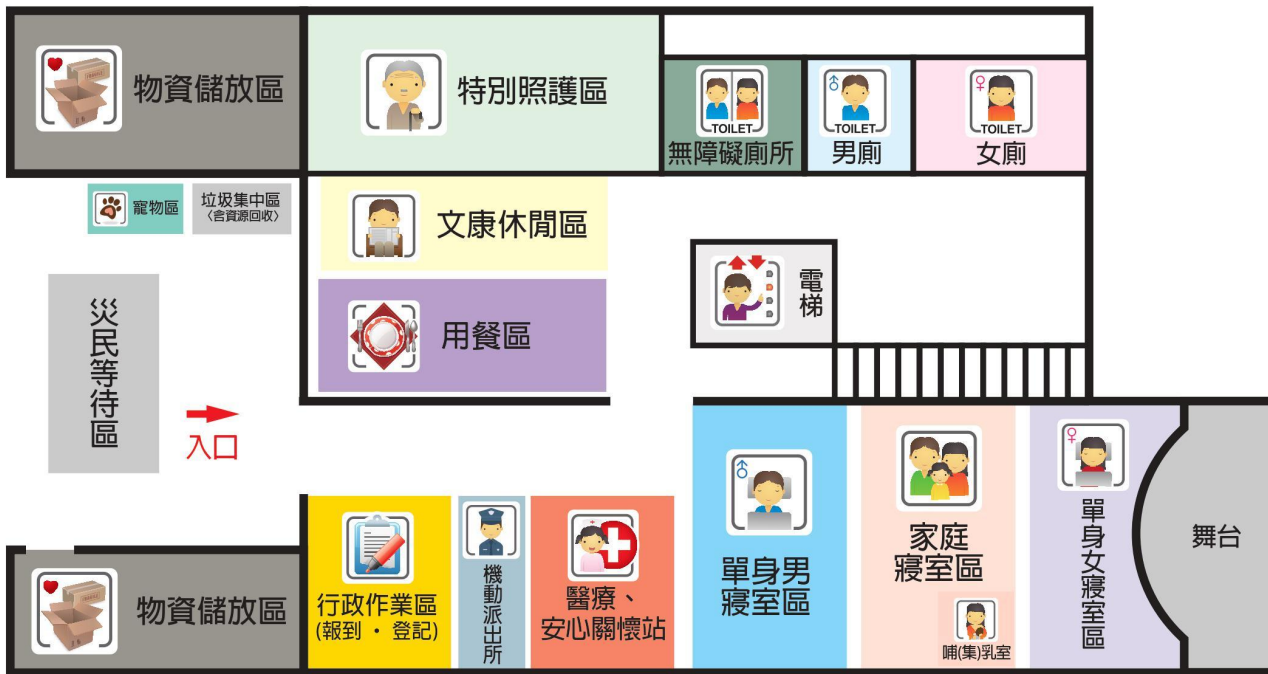 物資儲放區
特別照護區
TOILET
無障礙廁所
TOILET
男廁
TOILET
女廁
寵物區
垃圾集中區
〈含資源回收〉
文康休閒區
電梯
用餐區
災民等待區
入口
物資儲放區
行政作業區
(報到 · 登記)
機動派出所
醫療、
安心關懷站
單身男
寢室區
家庭
寢室區
哺(集)乳室
單身女寢室區
舞台